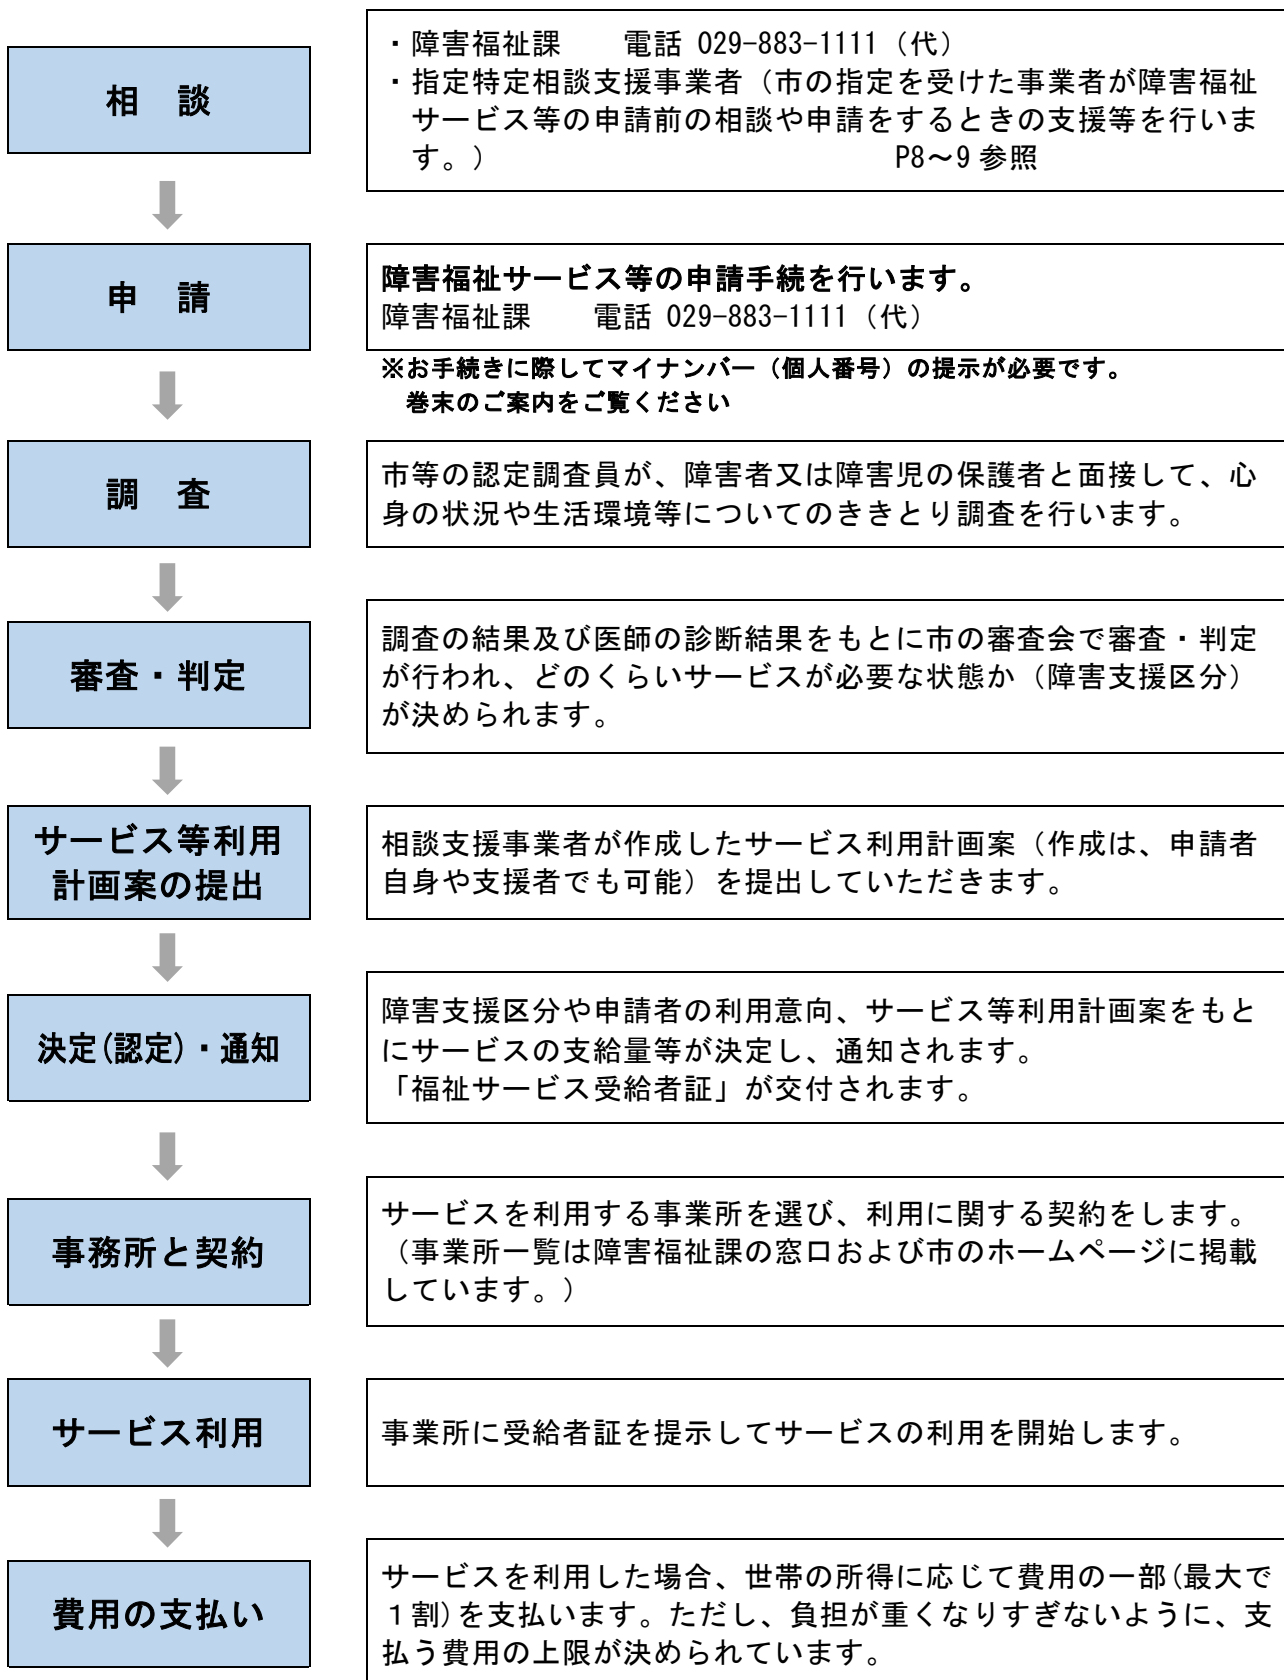 相　談
・障害福祉課　　電話 029-883-1111（代）
・指定特定相談支援事業者（市の指定を受けた事業者が障害福祉
サービス等の申請前の相談や申請をするときの支援等を行いま
す。）　　　　　　　　　　　　　　P8～9 参照
申　請
障害福祉サービス等の申請手続を行います。
障害福祉課　　電話 029-883-1111（代）
※お手続きに際してマイナンバー（個人番号）の提示が必要です。
巻末のご案内をご覧ください
調　査
市等の認定調査員が、障害者又は障害児の保護者と面接して、心
身の状況や生活環境等についてのききとり調査を行います。
審査・判定
調査の結果及び医師の診断結果をもとに市の審査会で審査・判定
が行われ、どのくらいサービスが必要な状態か（障害支援区分）
が決められます。
サービス等利用
計画案の提出
相談支援事業者が作成したサービス利用計画案（作成は、申請者
自身や支援者でも可能）を提出していただきます。
決定(認定)・通知
障害支援区分や申請者の利用意向、サービス等利用計画案をもと
にサービスの支給量等が決定し、通知されます。
「福祉サービス受給者証」が交付されます。
事務所と契約
サービスを利用する事業所を選び、利用に関する契約をします。
（事業所一覧は障害福祉課の窓口および市のホームページに掲載
しています。）
サービス利用
事業所に受給者証を提示してサービスの利用を開始します。
費用の支払い
サービスを利用した場合、世帯の所得に応じて費用の一部(最大で
１割)を支払います。ただし、負担が重くなりすぎないように、支
払う費用の上限が決められています。